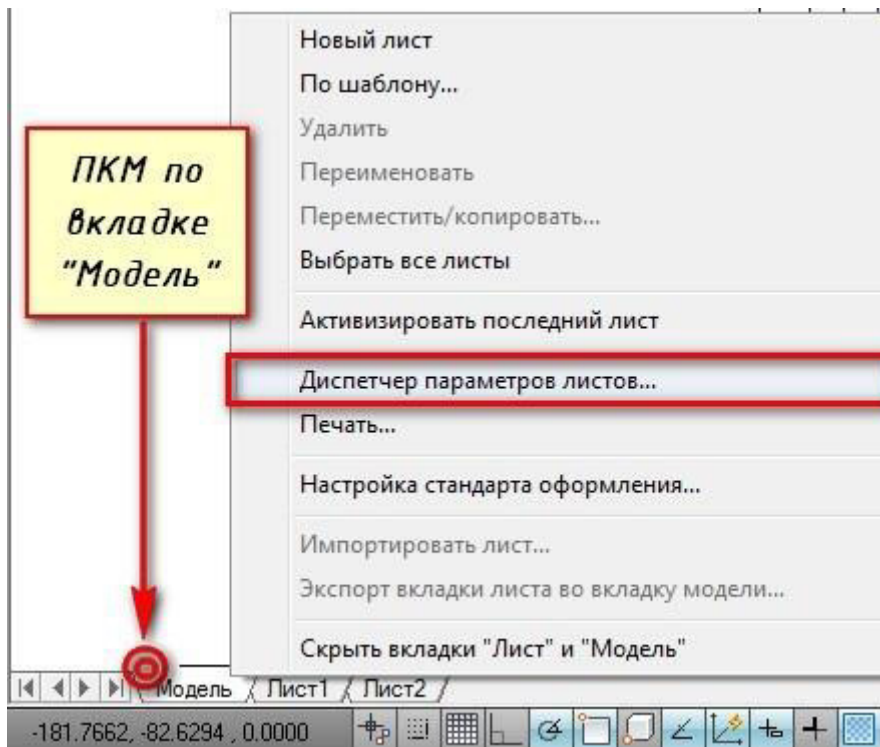 Новый лист
По шаблону...
Удалить
Переименовать
Переместить/копировать...
Выбрать все листы
Активизировать последний лист
Диспетчер параметров листов...
Печать...
Настройка стандарта оформления...
Импортировать лист...
Экспорт вкладки листа во вкладку модели...
Скрыть вкладки "Лист" и "Модель"
ПКМ по
вкладке
"Модель"
Модель / Лист1 / Лист2 /
-181.7662, -82.6294 , 0.0000